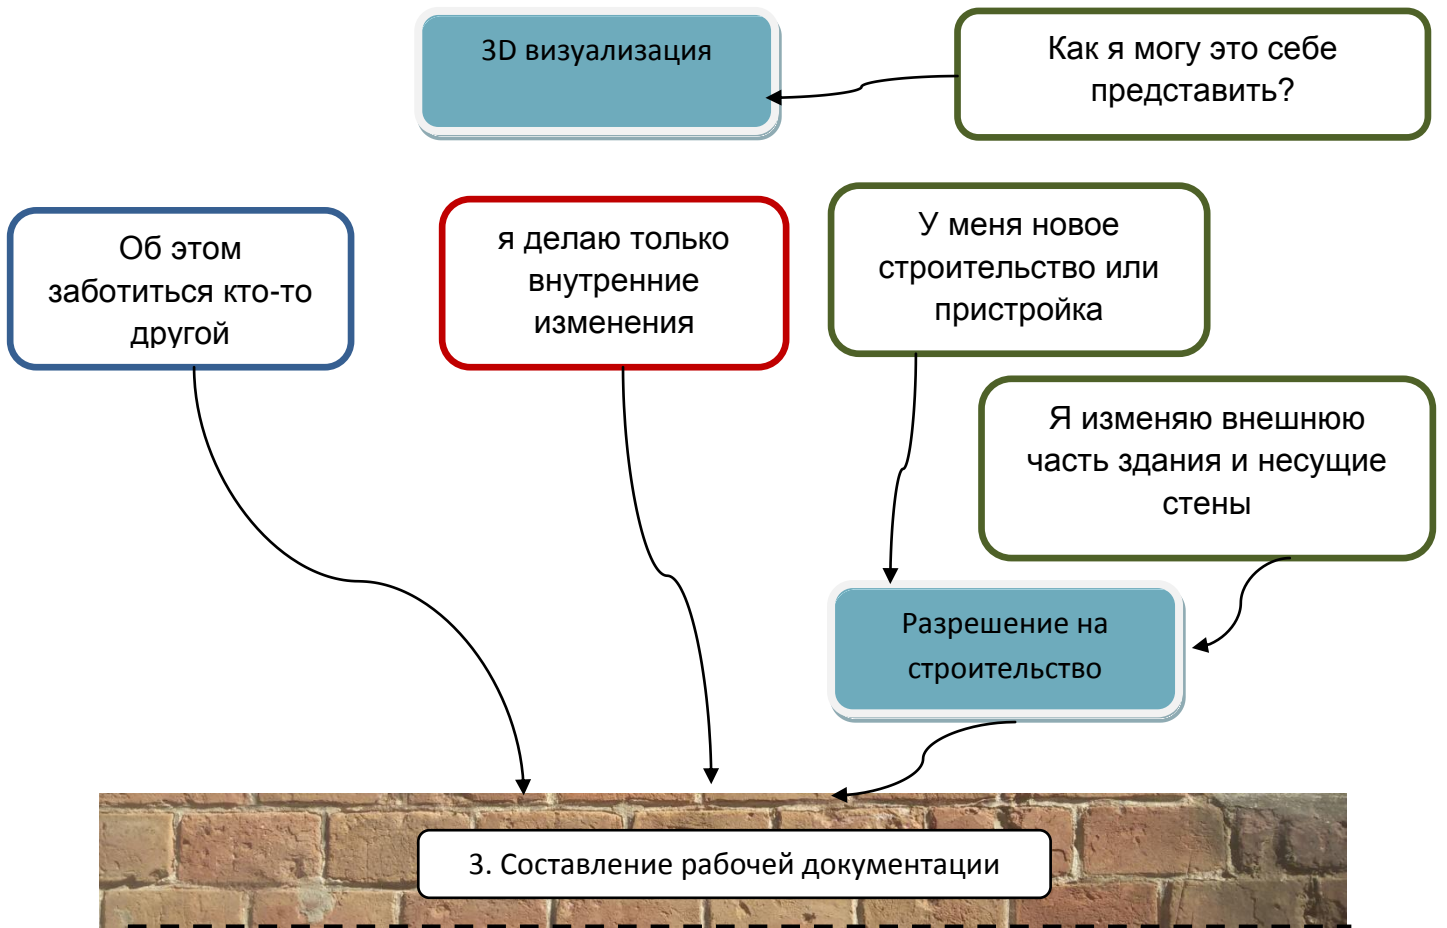 3D визуализация
Как я могу это себе
представить?
Об этом
заботиться кто-то
другой
я делаю только
внутренние
изменения
У меня новое
строительство или
пристройка
Я изменяю внешнюю
часть здания и несущие
стены
Разрешение на
строительство
3. Составление рабочей документации